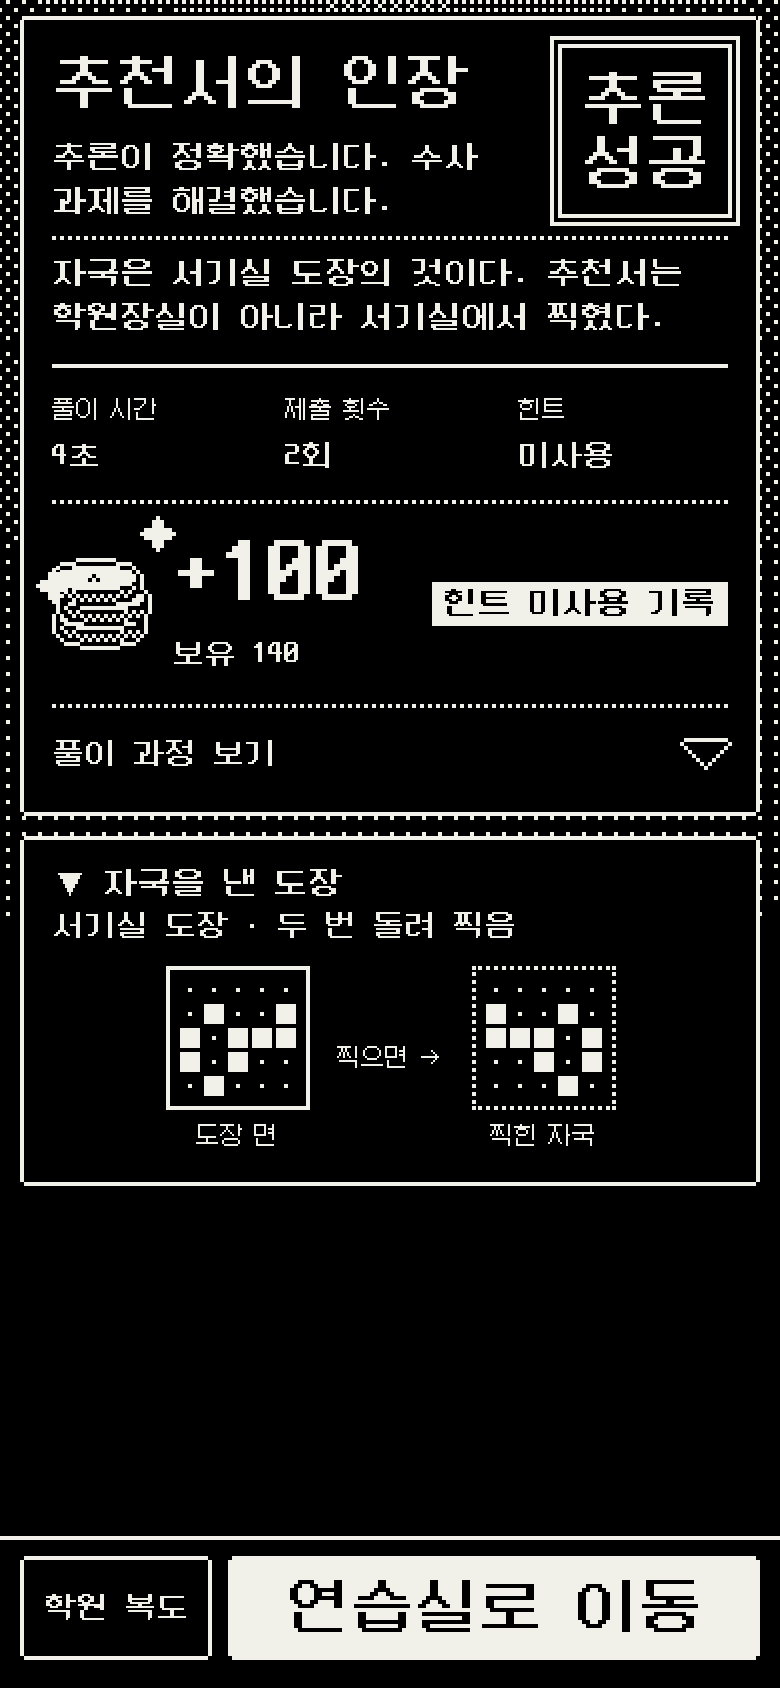 추천서의 인장
추론
성공
추론이 정확했습니다. 수사
과제를 해결했습니다.
자국은 서기실 도장의 것이다. 추천서는
학원장실이 아니라 서기실에서 찍혔다.
풀이 시간 제출 횟수 힌트
4초 2회 미사용
+100
힌트 미사용 기록
보유 140
풀이 과정 보기
▼ 자국을 낸 도장
서기실 도장 · 두 번 돌려 찍음
찍으면 →
도장 면 찍힌 자국
학원 복도 연습실로 이동